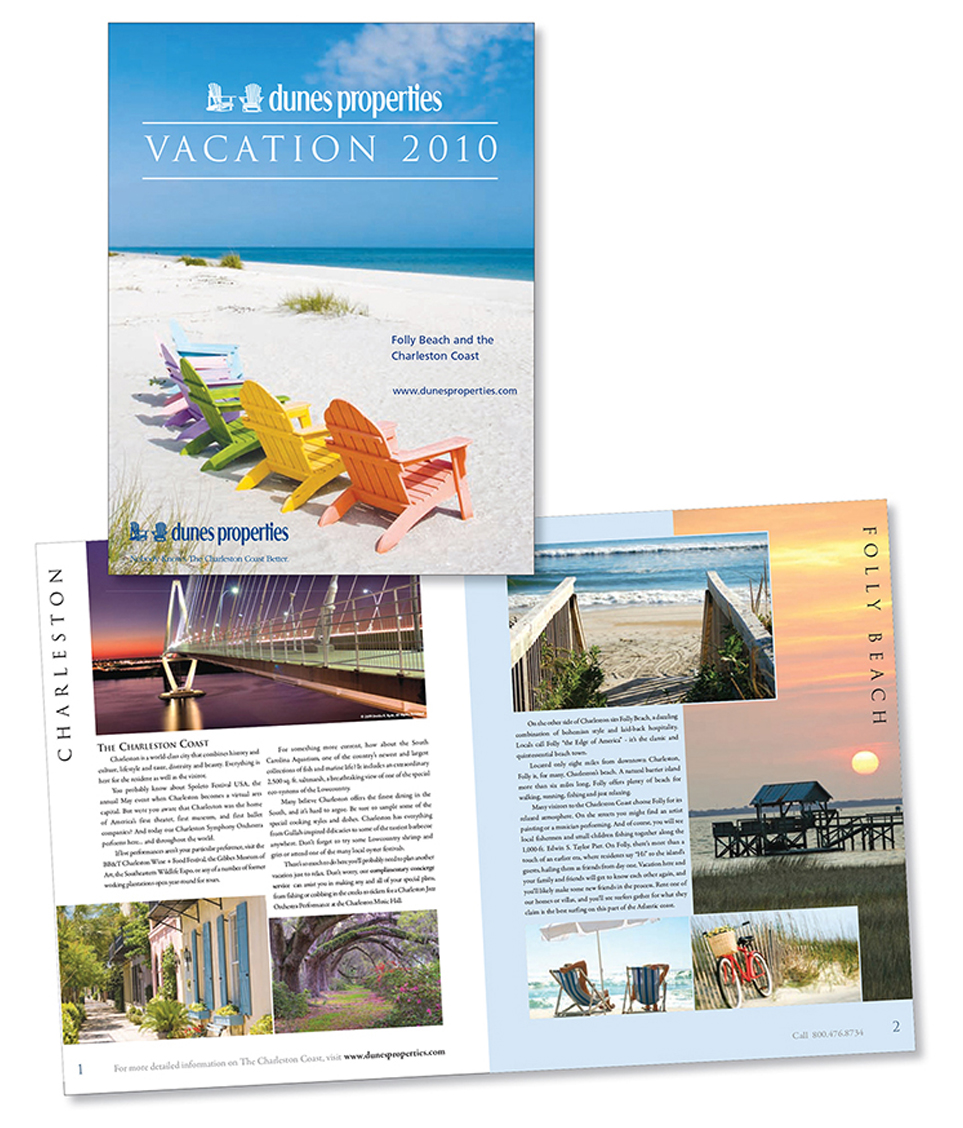 dunes properties
VACATION 2010
Folly Beach and the
Charleston Coast
www.dunesproperties.com
dunes properties
Nobody Knows The Charleston Coast Better.
CHARLESTON
THE CHARLESTON COAST
Charleston is a world class city that combines history and
culture, lifestyle and taste, diversity and beauty. Everything is
here for the resident as well as the visitor.
You probably know about Spoleto Festival USA, the
annual May event when Charleston becomes a virtual arts
capital. But were you aware that Charleston was the home
of America's first theater, first museum, and first ballet
companies? And today our Charleston Symphony Orchestra
performs here... and throughout the world.
If fest performances aren't your particular preference, visit the
BB&T Charleston Wine + Food Festival, the Gibbes Museum of
Art, the Southeastern Wildlife Expo, or any of a number of former
working plantations open year-round for tours.
For something more current, how about the South
Carolina Aquarium, one of the country's newest and largest
collections of fish and marine life? It includes an extraordinary
2,500 sq. ft. saltmarsh, a breathtaking view of one of the special
eco-systems of the Lowcountry.
Many believe Charleston offers the finest dining in the
South, and it's hard to argue. Be sure to sample some of the
special cooking styles and dishes. Charleston has everything
from Gullah inspired delicacies to some of the tastiest barbecue
anywhere. Don't forget to try some Lowcountry shrimp and
grits or attend one of the many local oyster festivals.
There's so much to do here you'll probably need to plan another
vacation just to relax. Don't worry, our complimentary concierge
service can assist you in making any and all of your special plans,
from fishing or crabbing in the creeks to tickets for a Charleston Jazz
Orchestra Performance at the Charleston Music Hall.
1
For more detailed information on The Charleston Coast, visit www.dunesproperties.com
FOLLY BEACH
On the other side of Charleston sits Folly Beach, a dazzling
combination of bohemian style and laid-back hospitality.
Locals call Folly "the Edge of America" - it's the classic and
quintessential beach town.
Located only eight miles from downtown Charleston,
Folly is, for many, Charleston's beach. A natural barrier island
more than six miles long, Folly offers plenty of beach for
walking, sunning, fishing and just relaxing.
Many visitors to the Charleston Coast choose Folly for its
relaxed atmosphere. On the streets you might find an artist
painting or a musician performing. And of course, you will see
local fishermen and small children fishing together along the
1,000-ft. Edwin S. Taylor Pier. On Folly, there's more than a
touch of an earlier era, where residents say "Hi" to the island's
guests, hailing them as friends from day one. Vacation here and
your family and friends will get to know each other again, and
you'll likely make some new friends in the process. Rent one of
our homes or villas, and you'll see surfers gather for what they
claim is the best surfing on this part of the Atlantic coast.
Call 800.476.8734
2